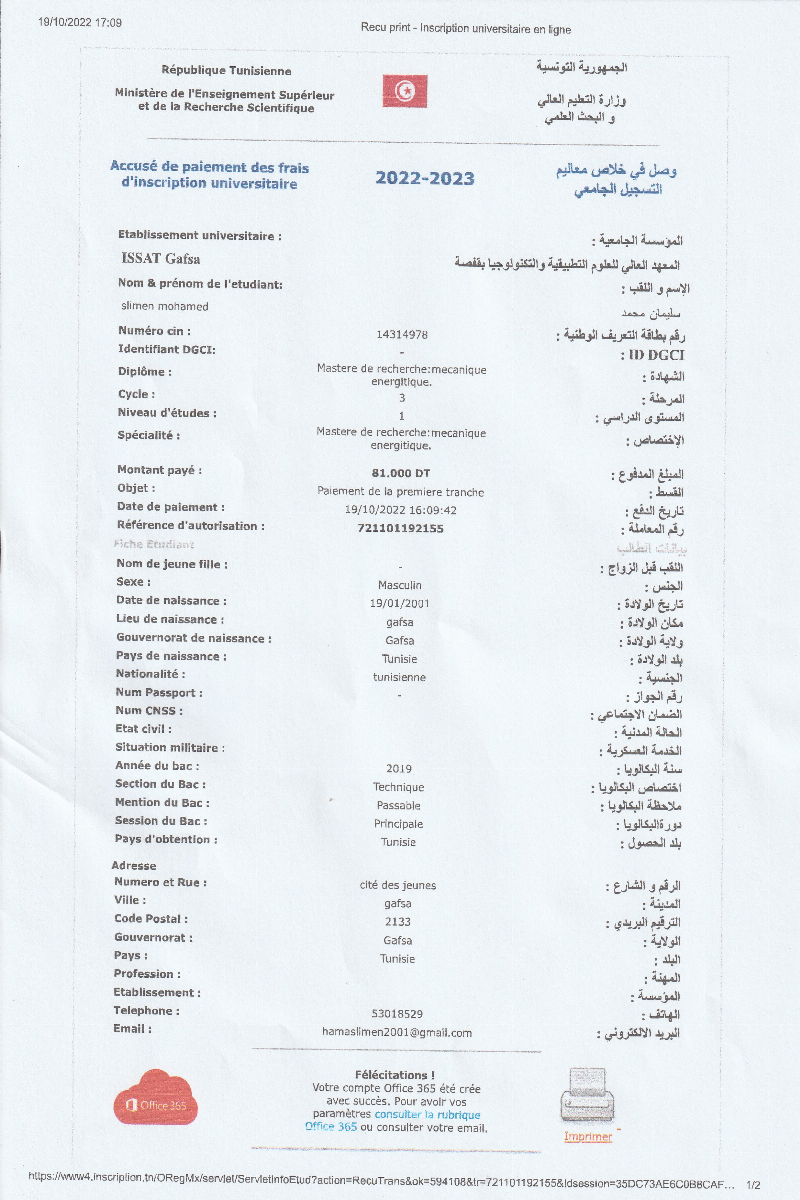 19/10/2022 17:09
Recu print - Inscription universitaire en ligne
République Tunisienne
الجمهورية التونسية
Ministère de l'Enseignement Supérieur
et de la Recherche Scientifique
وزارة التعليم العالي
و البحث العلمي
Accusé de paiement des frais
d'inscription universitaire
2022-2023
وصل في خلاص معاليم
التسجيل الجامعي
Etablissement universitaire :
المؤسسة الجامعية :
ISSAT Gafsa
المعهد العالي للعلوم التطبيقية والتكنولوجيا بقفصة
Nom & prénom de l'etudiant:
الإسم و اللقب :
slimen mohamed
سليمان محمد
Numéro cin : 14314978 رقم بطاقة التعريف الوطنية :
Identifiant DGCI: - ID DGCI :
Diplôme : Mastere de recherche:mecanique
energitique. الشهادة :
Cycle : 3 المرحلة :
Niveau d'études : 1 المستوى الدراسي :
Spécialité : Mastere de recherche:mecanique
energitique. الإختصاص :
Montant payé : 81.000 DT المبلغ المدفوع :
Objet : Paiement de la premiere tranche القسط :
Date de paiement : 19/10/2022 16:09:42 تاريخ الدفع :
Référence d'autorisation : 721101192155 رقم المعاملة :
Fiche Etudiant بيانات الطالب
Nom de jeune fille : - اللقب قبل الزواج :
Sexe : Masculin الجنس :
Date de naissance : 19/01/2001 تاريخ الولادة :
Lieu de naissance : gafsa مكان الولادة :
Gouvernorat de naissance : Gafsa ولاية الولادة :
Pays de naissance : Tunisie بلد الولادة :
Nationalité : tunisienne الجنسية :
Num Passport : - رقم الجواز :
Num CNSS : الضمان الاجتماعي :
Etat civil : الحالة المدنية :
Situation militaire : الخدمة العسكرية :
Année du bac : 2019 سنة البكالويا :
Section du Bac : Technique اختصاص البكالويا :
Mention du Bac : Passable ملاحظة البكالويا :
Session du Bac : Principale دورة البكالويا :
Pays d'obtention : Tunisie بلد الحصول :
Adresse
Numero et Rue : cité des jeunes الرقم و الشارع :
Ville : gafsa المدينة :
Code Postal : 2133 الترقيم البريدي :
Gouvernorat : Gafsa الولاية :
Pays : Tunisie البلد :
Profession : المهنة :
Etablissement : المؤسسة :
Telephone : 53018529 الهاتف :
Email : hamaslimen2001@gmail.com البريد الالكتروني :
Félécitations !
Votre compte Office 365 été crée
avec succès. Pour avoir vos
paramètres consulter la rubrique
Office 365 ou consulter votre email.
Office 365
Imprimer
https://www4.inscription.tn/ORegMx/servlet/ServletInfoEtud?action=RecuTrans&ok=594108&tr=721101192155&Idsession=35DC73AE6C0B8CAF... 1/2